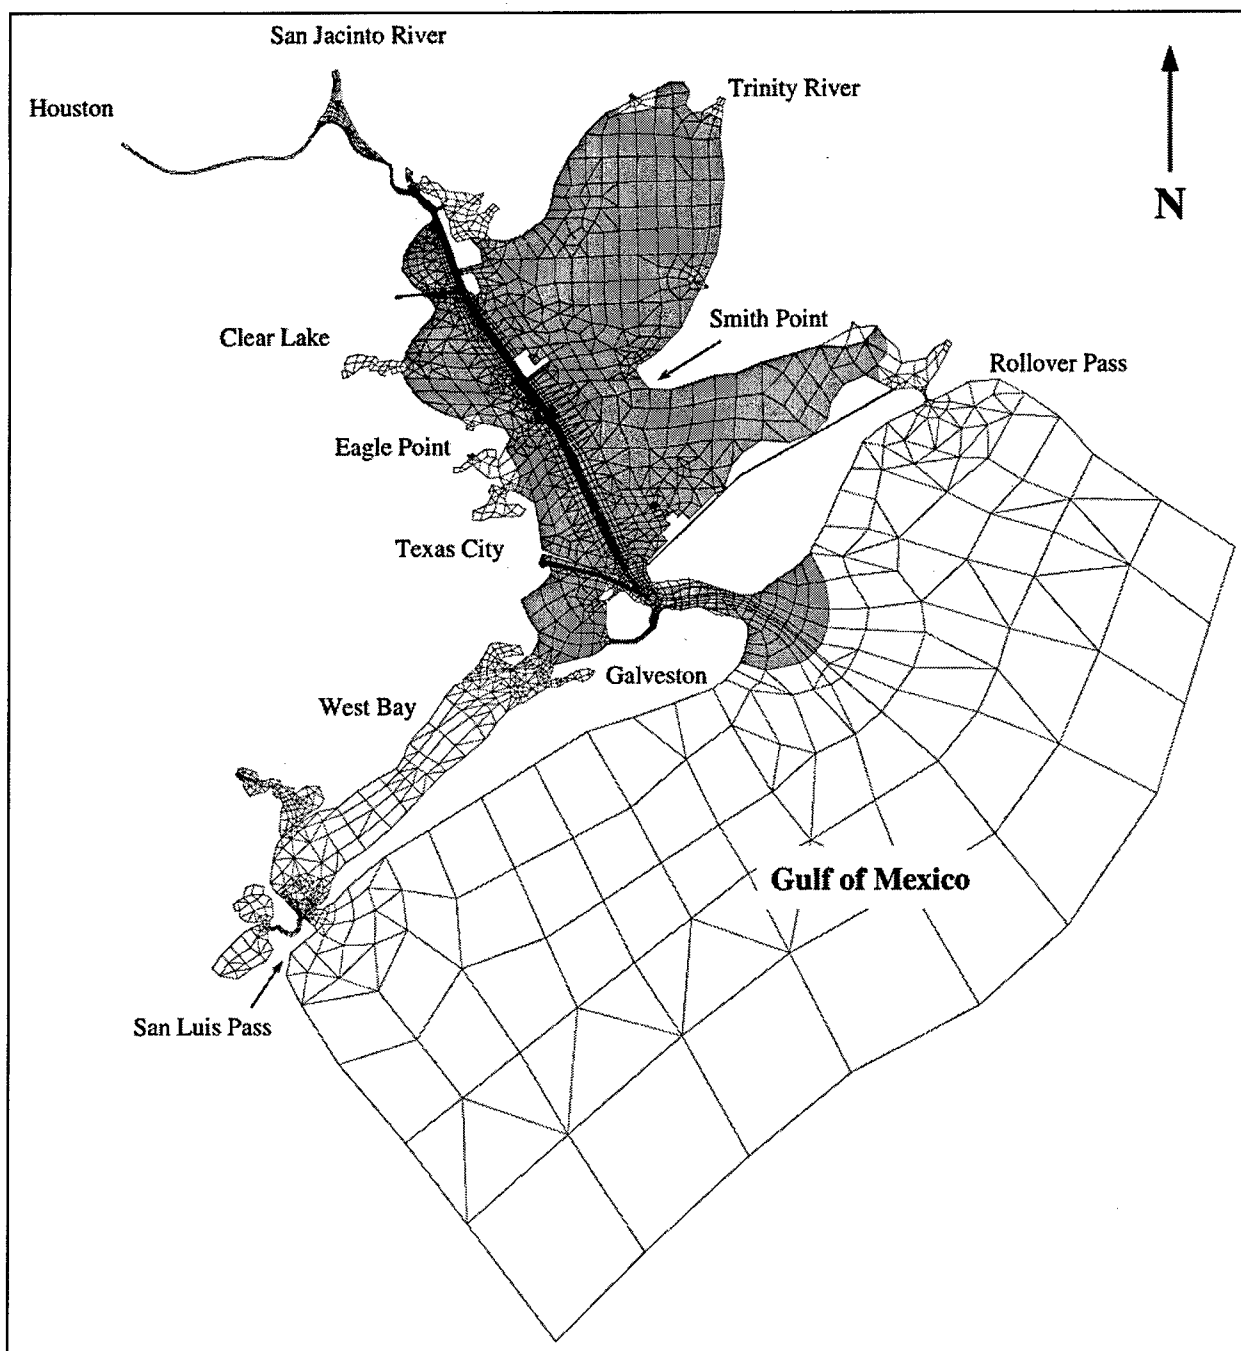 San Jacinto River
Houston
Trinity River
N
Smith Point
Clear Lake
Rollover Pass
Eagle Point
Texas City
Galveston
West Bay
Gulf of Mexico
San Luis Pass